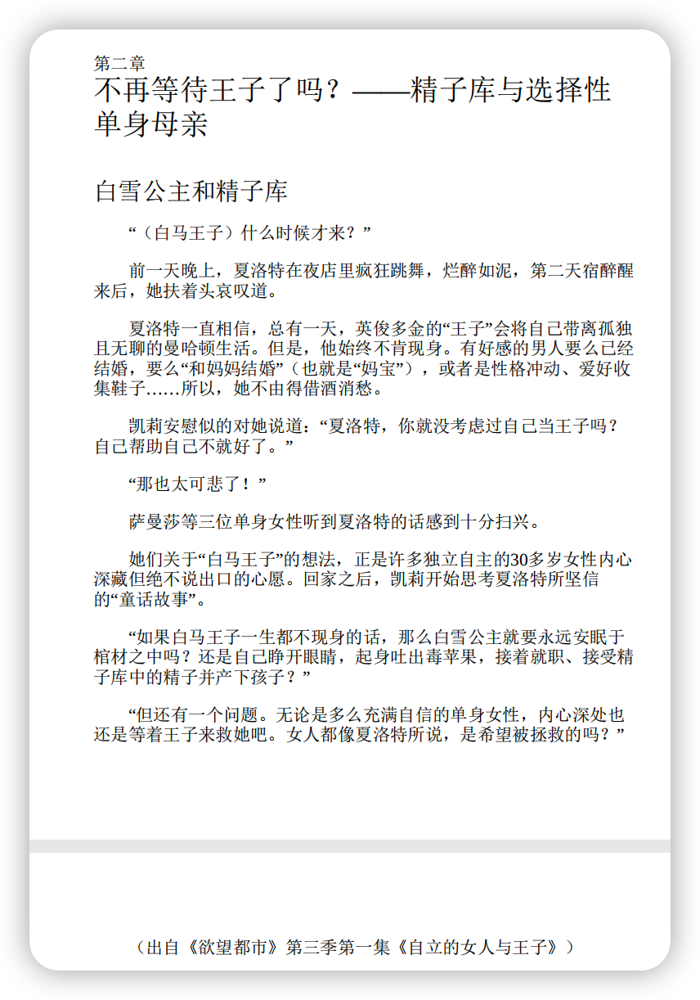 第二章
不再等待王子了吗？——精子库与选择性
单身母亲
白雪公主和精子库
“（白马王子）什么时候才来？”
前一天晚上，夏洛特在夜店里疯狂跳舞，烂醉如泥，第二天宿醉醒
来后，她扶着头哀叹道。
夏洛特一直相信，总有一天，英俊多金的“王子”会将自己带离孤独
且无聊的曼哈顿生活。但是，他始终不肯现身。有好感的男人要么已经
结婚，要么“和妈妈结婚”（也就是“妈宝”），或者是性格冲动、爱好收
集鞋子……所以，她不由得借酒消愁。
凯莉安慰似的对她说道：“夏洛特，你就没考虑过自己当王子吗？
自己帮助自己不就好了。”
“那也太可悲了！”
萨曼莎等三位单身女性听到夏洛特的话感到十分扫兴。
她们关于“白马王子”的想法，正是许多独立自主的30多岁女性内心
深藏但绝不说出口的心愿。回家之后，凯莉开始思考夏洛特所坚信
的“童话故事”。
“如果白马王子一生都不现身的话，那么白雪公主就要永远安眠于
棺材之中吗？还是自己睁开眼睛，起身吐出毒苹果，接着就职、接受精
子库中的精子并产下孩子？”
“但还有一个问题。无论是多么充满自信的单身女性，内心深处也
还是等着王子来救她吧。女人都像夏洛特所说，是希望被拯救的吗？”
（出自《欲望都市》第三季第一集《自立的女人与王子》）